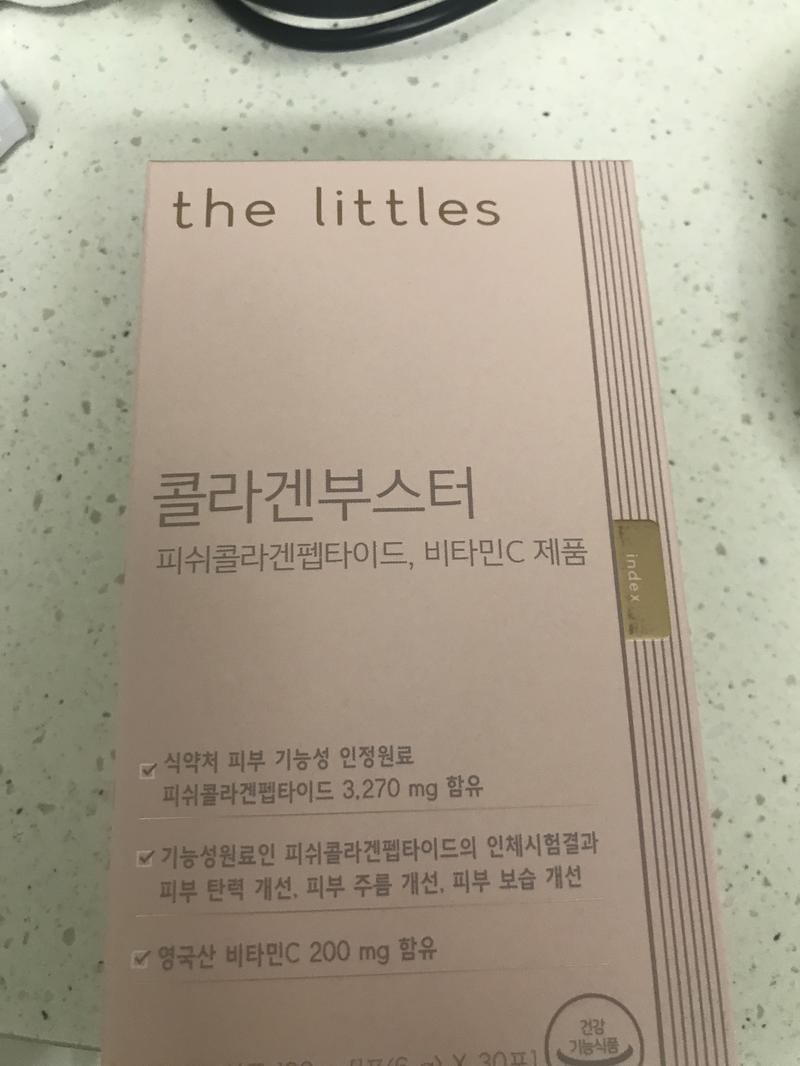 the littles
콜라겐부스터
피쉬콜라겐펩타이드, 비타민C 제품
index
식약처 피부 기능성 인정원료
피쉬콜라겐펩타이드 3,270 mg 함유
기능성원료인 피쉬콜라겐펩타이드의 인체시험결과
피부 탄력 개선, 피부 주름 개선, 피부 보습 개선
영국산 비타민C 200 mg 함유
건강
기능식품
(6 g) X 30포]